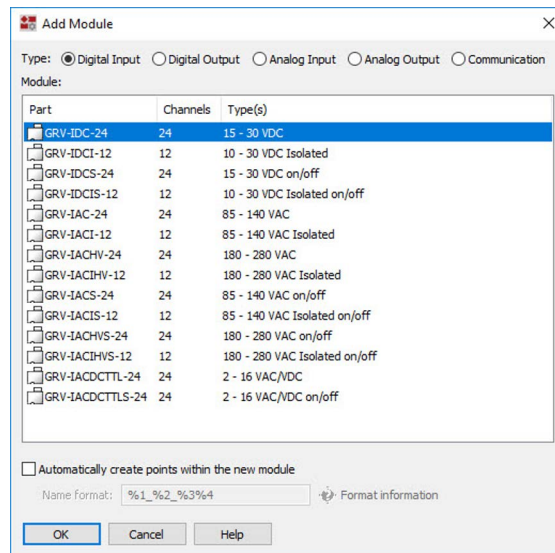 Add Module
Type: Digital Input Digital Output Analog Input Analog Output Communication
Module:
Part Channels Type(s)
GRV-IDC-24 24 15 - 30 VDC
GRV-IDCI-12 12 10 - 30 VDC Isolated
GRV-IDCS-24 24 15 - 30 VDC on/off
GRV-IDCIS-12 12 10 - 30 VDC Isolated on/off
GRV-IAC-24 24 85 - 140 VAC
GRV-IACI-12 12 85 - 140 VAC Isolated
GRV-IACHV-24 24 180 - 280 VAC
GRV-IACIHV-12 12 180 - 280 VAC Isolated
GRV-IACS-24 24 85 - 140 VAC on/off
GRV-IACIS-12 12 85 - 140 VAC Isolated on/off
GRV-IACHVS-24 24 180 - 280 VAC on/off
GRV-IACIHVS-12 12 180 - 280 VAC Isolated on/off
GRV-IACDCTTL-24 24 2 - 16 VAC/VDC
GRV-IACDCTTLS-24 24 2 - 16 VAC/VDC on/off
Automatically create points within the new module
Name format: %1_%2_%3%4 Format information
OK Cancel Help